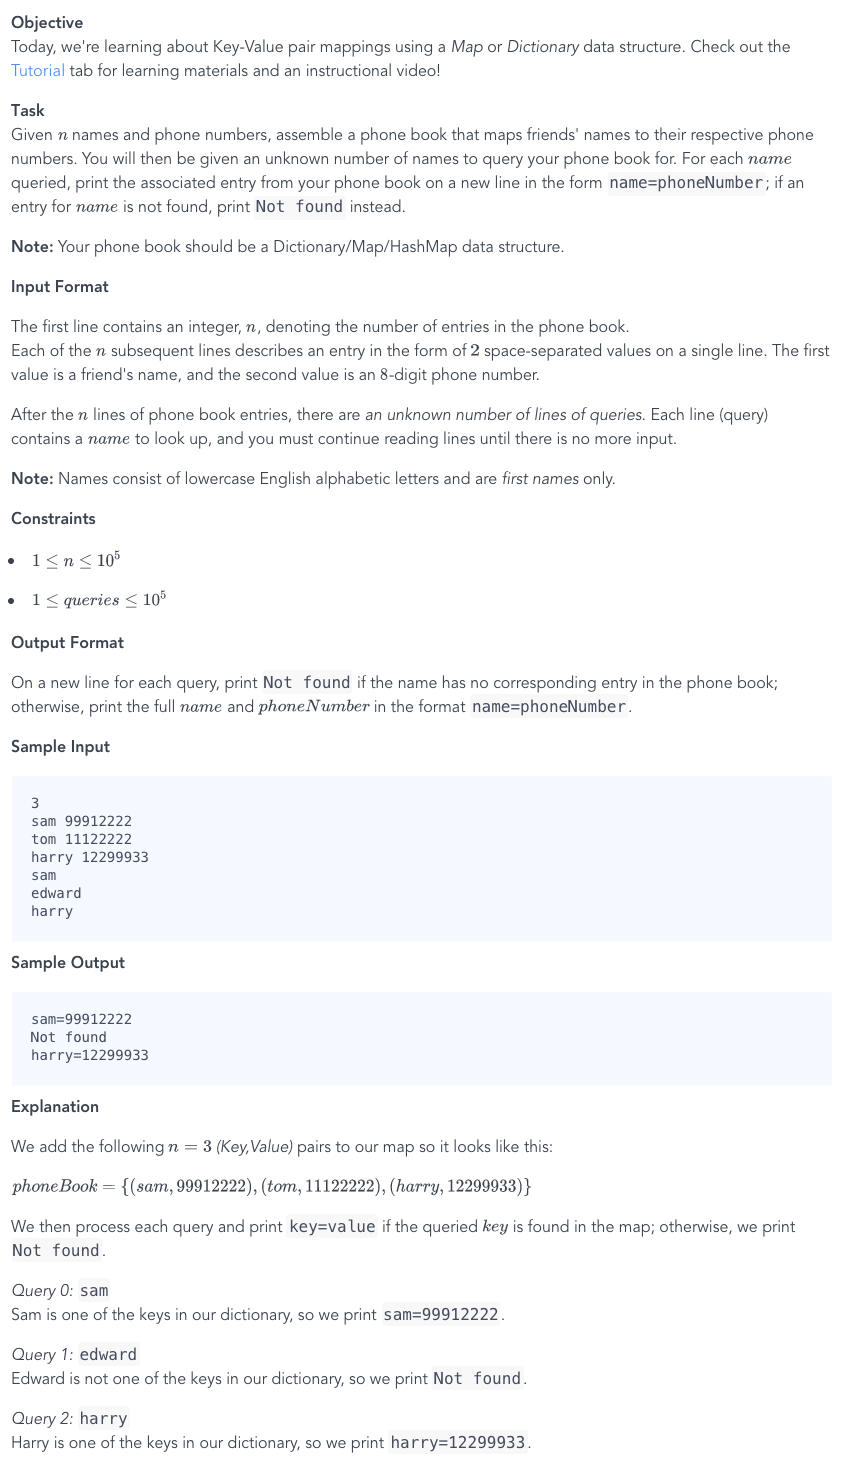 Objective
Today, we're learning about Key-Value pair mappings using a Map or Dictionary data structure. Check out the
Tutorial tab for learning materials and an instructional video!
Task
Given n names and phone numbers, assemble a phone book that maps friends' names to their respective phone
numbers. You will then be given an unknown number of names to query your phone book for. For each name
queried, print the associated entry from your phone book on a new line in the form name=phoneNumber; if an
entry for name is not found, print Not found instead.
Note: Your phone book should be a Dictionary/Map/HashMap data structure.
Input Format
The first line contains an integer, n, denoting the number of entries in the phone book.
Each of the n subsequent lines describes an entry in the form of 2 space-separated values on a single line. The first
value is a friend's name, and the second value is an 8-digit phone number.
After the n lines of phone book entries, there are an unknown number of lines of queries. Each line (query)
contains a name to look up, and you must continue reading lines until there is no more input.
Note: Names consist of lowercase English alphabetic letters and are first names only.
Constraints
• 1 ≤ n ≤ 10⁵
• 1 ≤ queries ≤ 10⁵
Output Format
On a new line for each query, print Not found if the name has no corresponding entry in the phone book;
otherwise, print the full name and phoneNumber in the format name=phoneNumber.
Sample Input
3
sam 99912222
tom 11122222
harry 12299933
sam
edward
harry
Sample Output
sam=99912222
Not found
harry=12299933
Explanation
We add the following n = 3 (Key,Value) pairs to our map so it looks like this:
phoneBook = {(sam, 99912222), (tom, 11122222), (harry, 12299933)}
We then process each query and print key=value if the queried key is found in the map; otherwise, we print
Not found.
Query 0: sam
Sam is one of the keys in our dictionary, so we print sam=99912222.
Query 1: edward
Edward is not one of the keys in our dictionary, so we print Not found.
Query 2: harry
Harry is one of the keys in our dictionary, so we print harry=12299933.